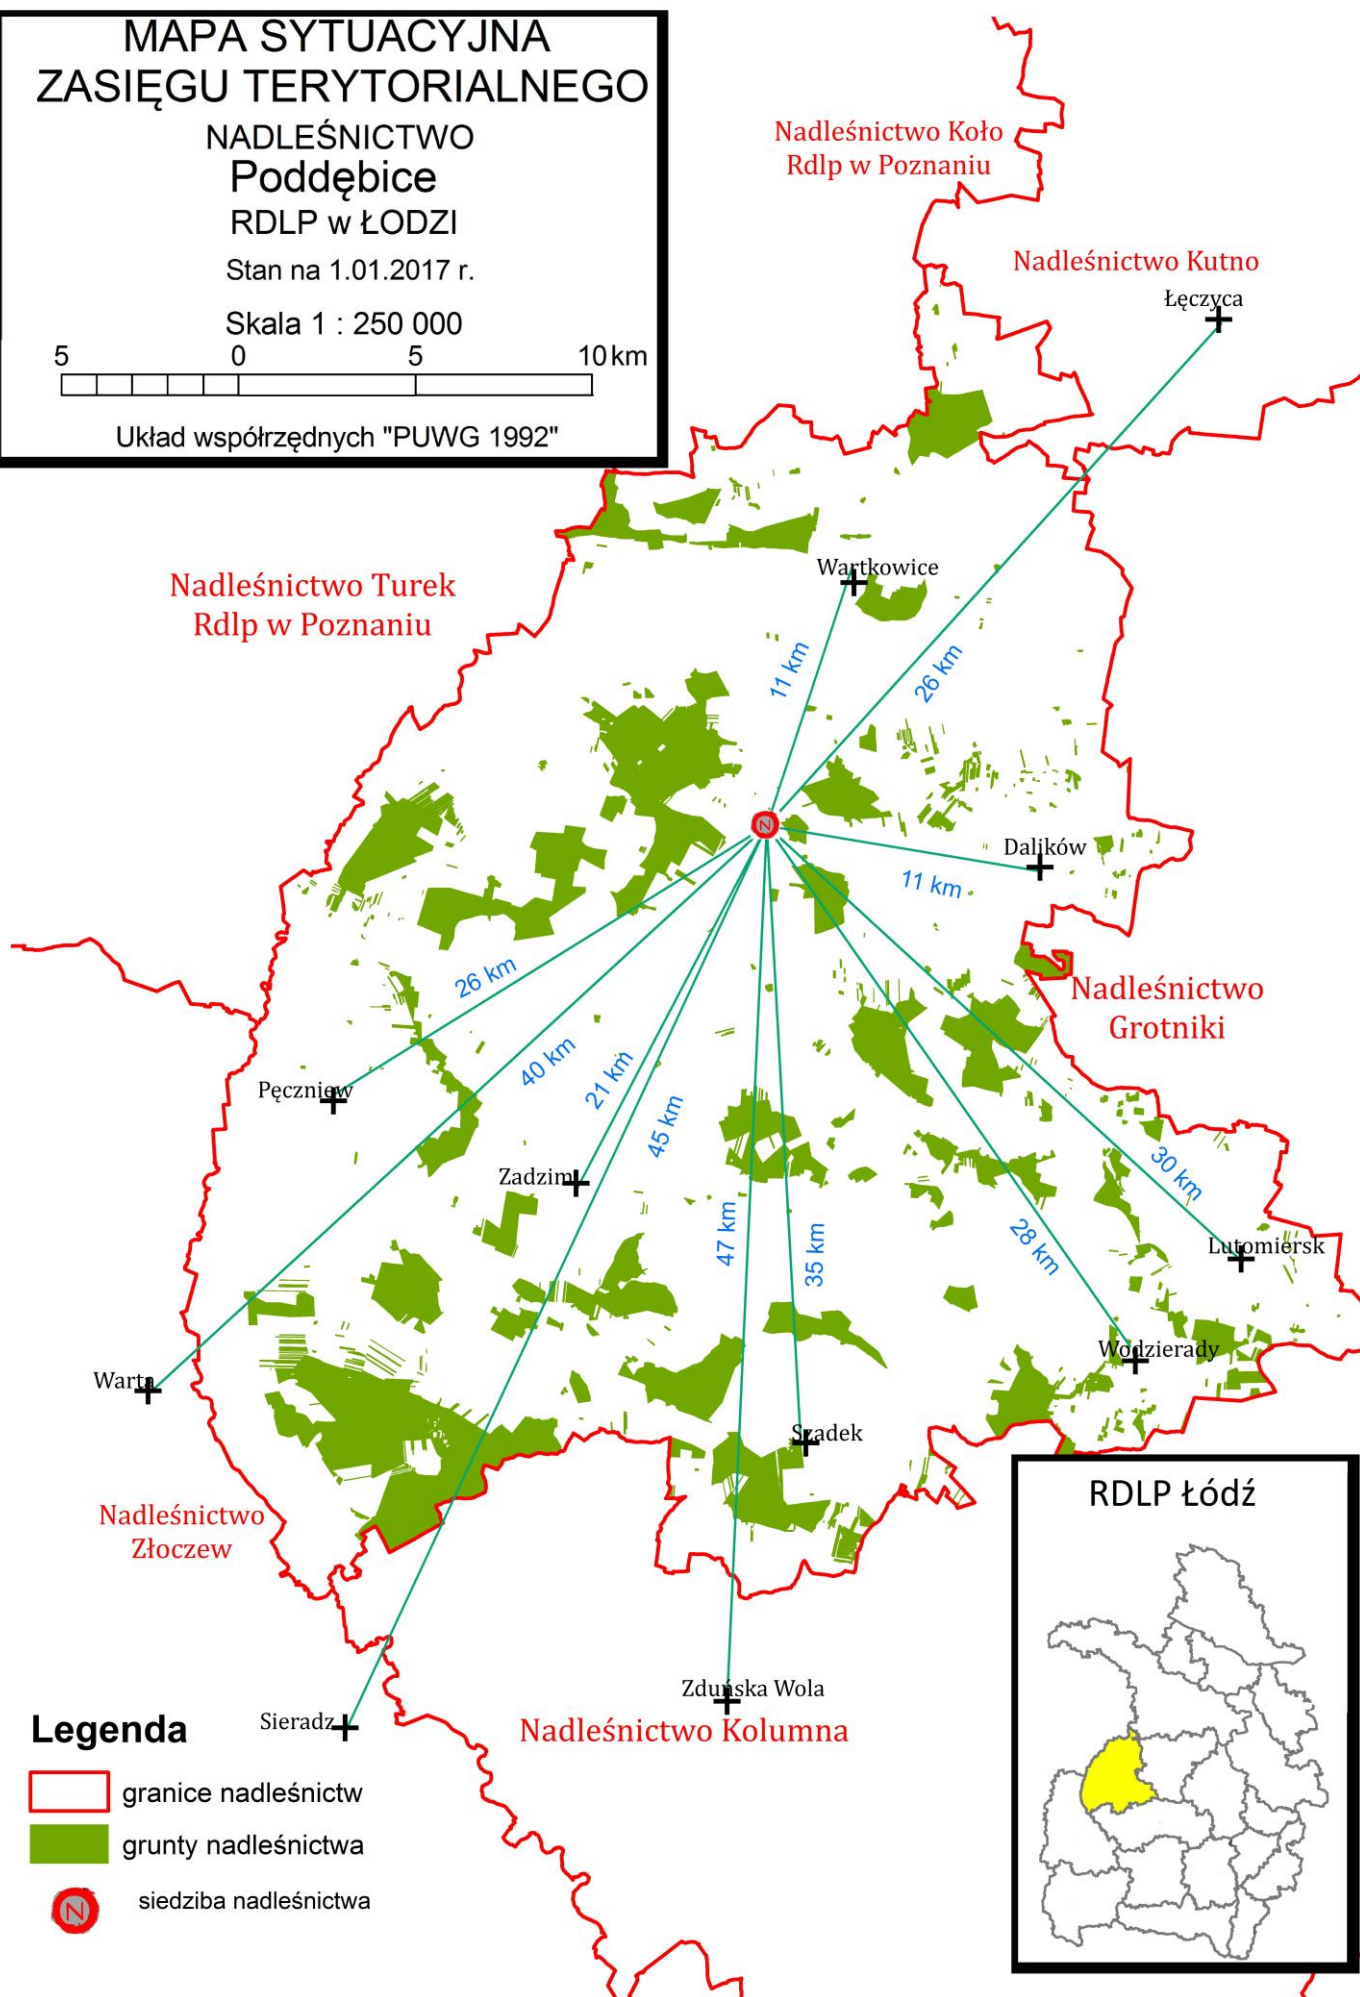 MAPA SYTUACYJNA
ZASIĘGU TERYTORIALNEGO
NADLEŚNICTWO
Poddębice
RDLP w ŁODZI
Stan na 1.01.2017 r.
Skala 1 : 250 000
5 0 5 10 km
Układ współrzędnych "PUWG 1992"
Nadleśnictwo Koło
Rdlp w Poznaniu
Nadleśnictwo Kutno
Łęczyca
Nadleśnictwo Turek
Rdlp w Poznaniu
Wartkowice
11 km
26 km
N
Dalików
11 km
26 km
Nadleśnictwo
Grotniki
40 km
21 km
Pęczniew
45 km
Zadzim
30 km
47 km
35 km
28 km
Lutomiersk
Wodzierady
Warta
Szadek
Nadleśnictwo
Złoczew
Zduńska Wola
Sieradz
Nadleśnictwo Kolumna
Legenda
granice nadleśnictw
grunty nadleśnictwa
N siedziba nadleśnictwa
RDLP Łódź